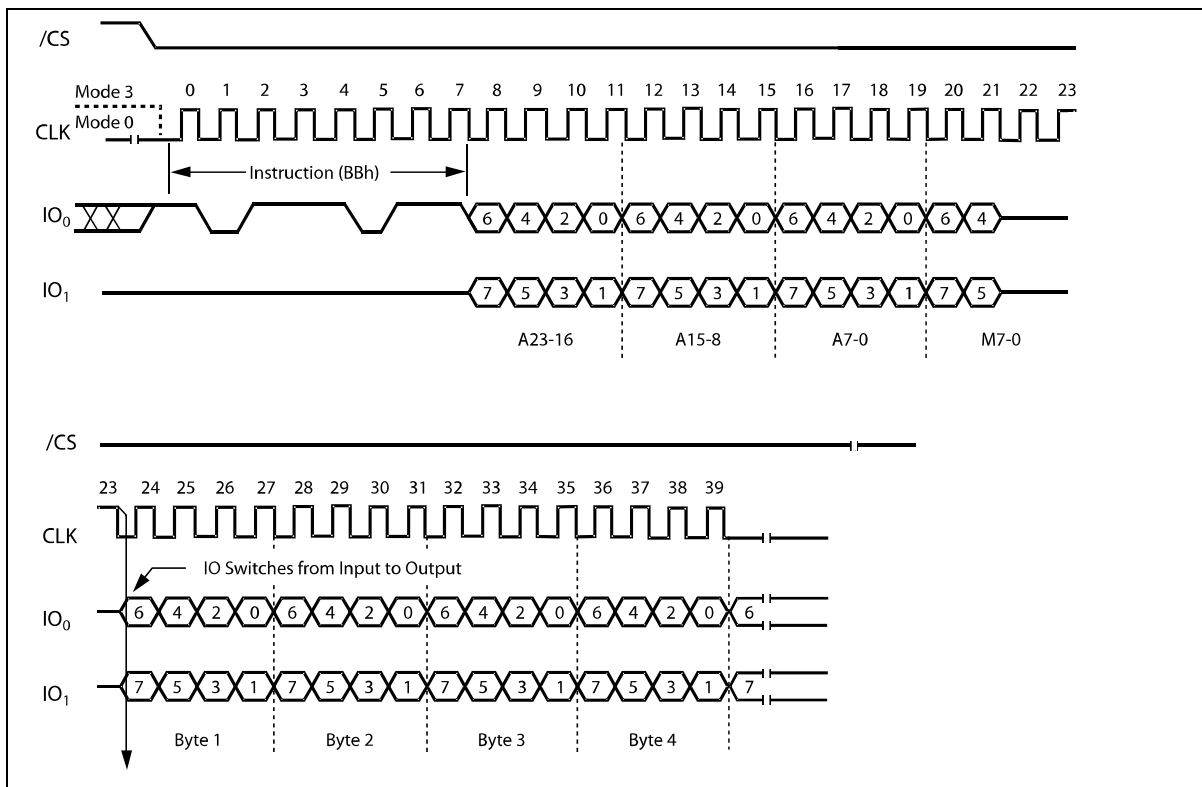 /CS
Mode 3
0 1 2 3 4 5 6 7 8 9 10 11 12 13 14 15 16 17 18 19 20 21 22 23
Mode 0
CLK
Instruction (BBh)
IO0 6 4 2 0 6 4 2 0 6 4 2 0 6 4
IO1 7 5 3 1 7 5 3 1 7 5 3 1 7 5
A23-16 A15-8 A7-0 M7-0
/CS
23 24 25 26 27 28 29 30 31 32 33 34 35 36 37 38 39
CLK
IO Switches from Input to Output
IO0 6 4 2 0 6 4 2 0 6 4 2 0 6 4 2 0 6
IO1 7 5 3 1 7 5 3 1 7 5 3 1 7 5 3 1 7
Byte 1 Byte 2 Byte 3 Byte 4